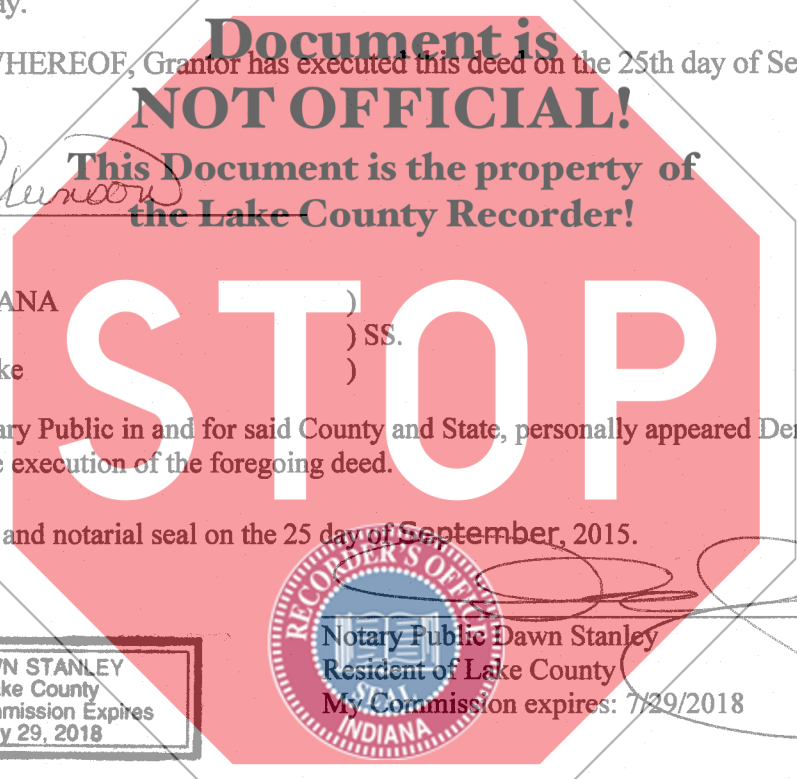 ay.
Document is
WHEREOF, Grantor has executed this deed on the 25th day of Se
NOT OFFICIAL!
This Document is the property of
the Lake County Recorder!
ANA )
) SS.
ke )
STOP
ary Public in and for said County and State, personally appeared Der
e execution of the foregoing deed.
and notarial seal on the 25 day of September, 2015.
RECORDER'S OFFICE
SEAL
INDIANA
Notary Public Dawn Stanley
Resident of Lake County
My Commission expires: 7/29/2018
WN STANLEY
ke County
mmission Expires
y 29, 2018